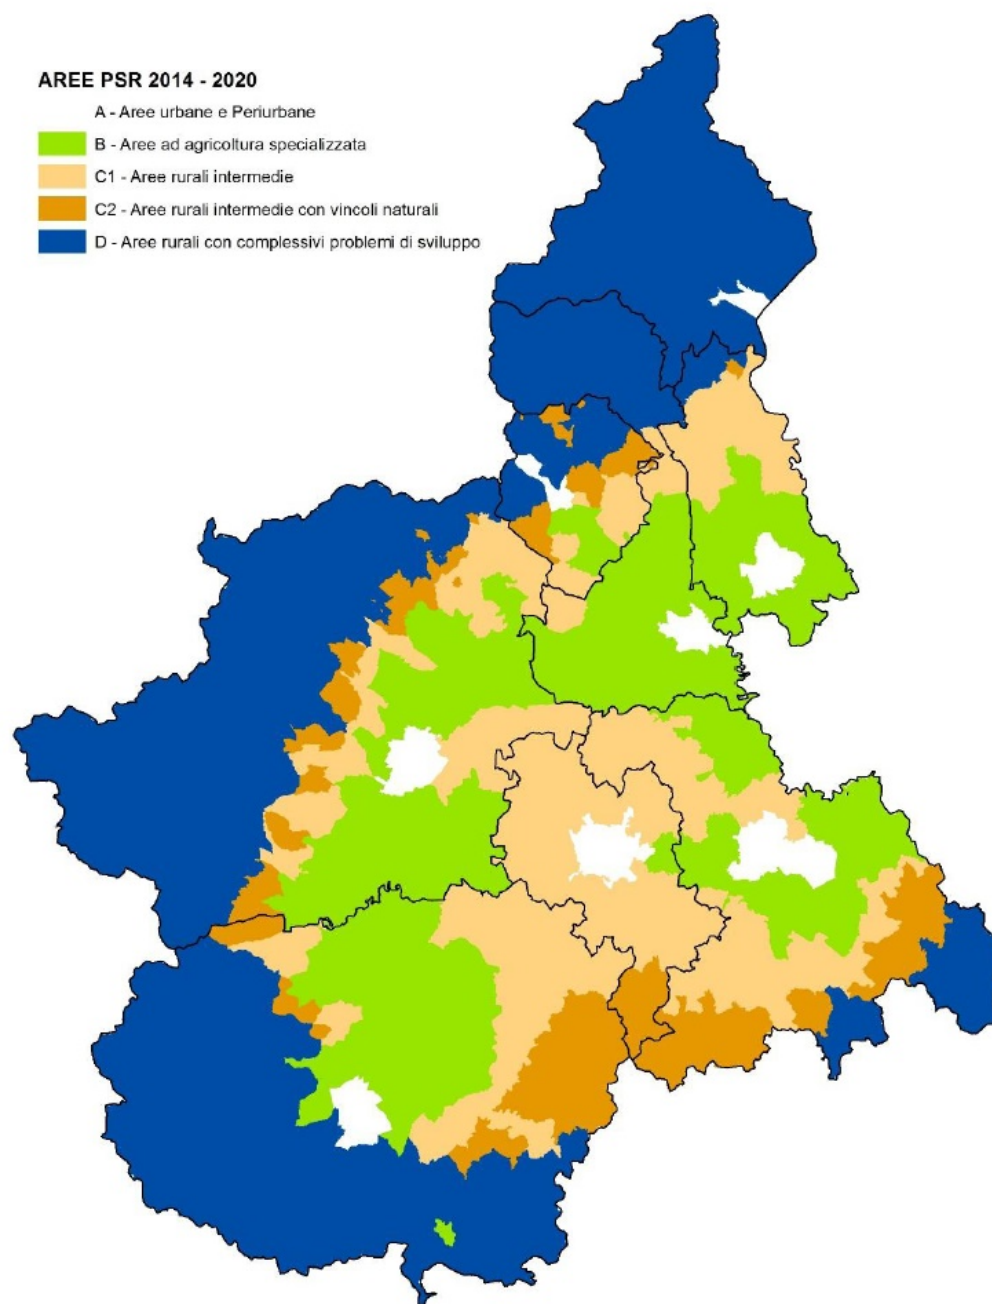 AREE PSR 2014 - 2020
A - Aree urbane e Periurbane
B - Aree ad agricoltura specializzata
C1 - Aree rurali intermedie
C2 - Aree rurali intermedie con vincoli naturali
D - Aree rurali con complessivi problemi di sviluppo